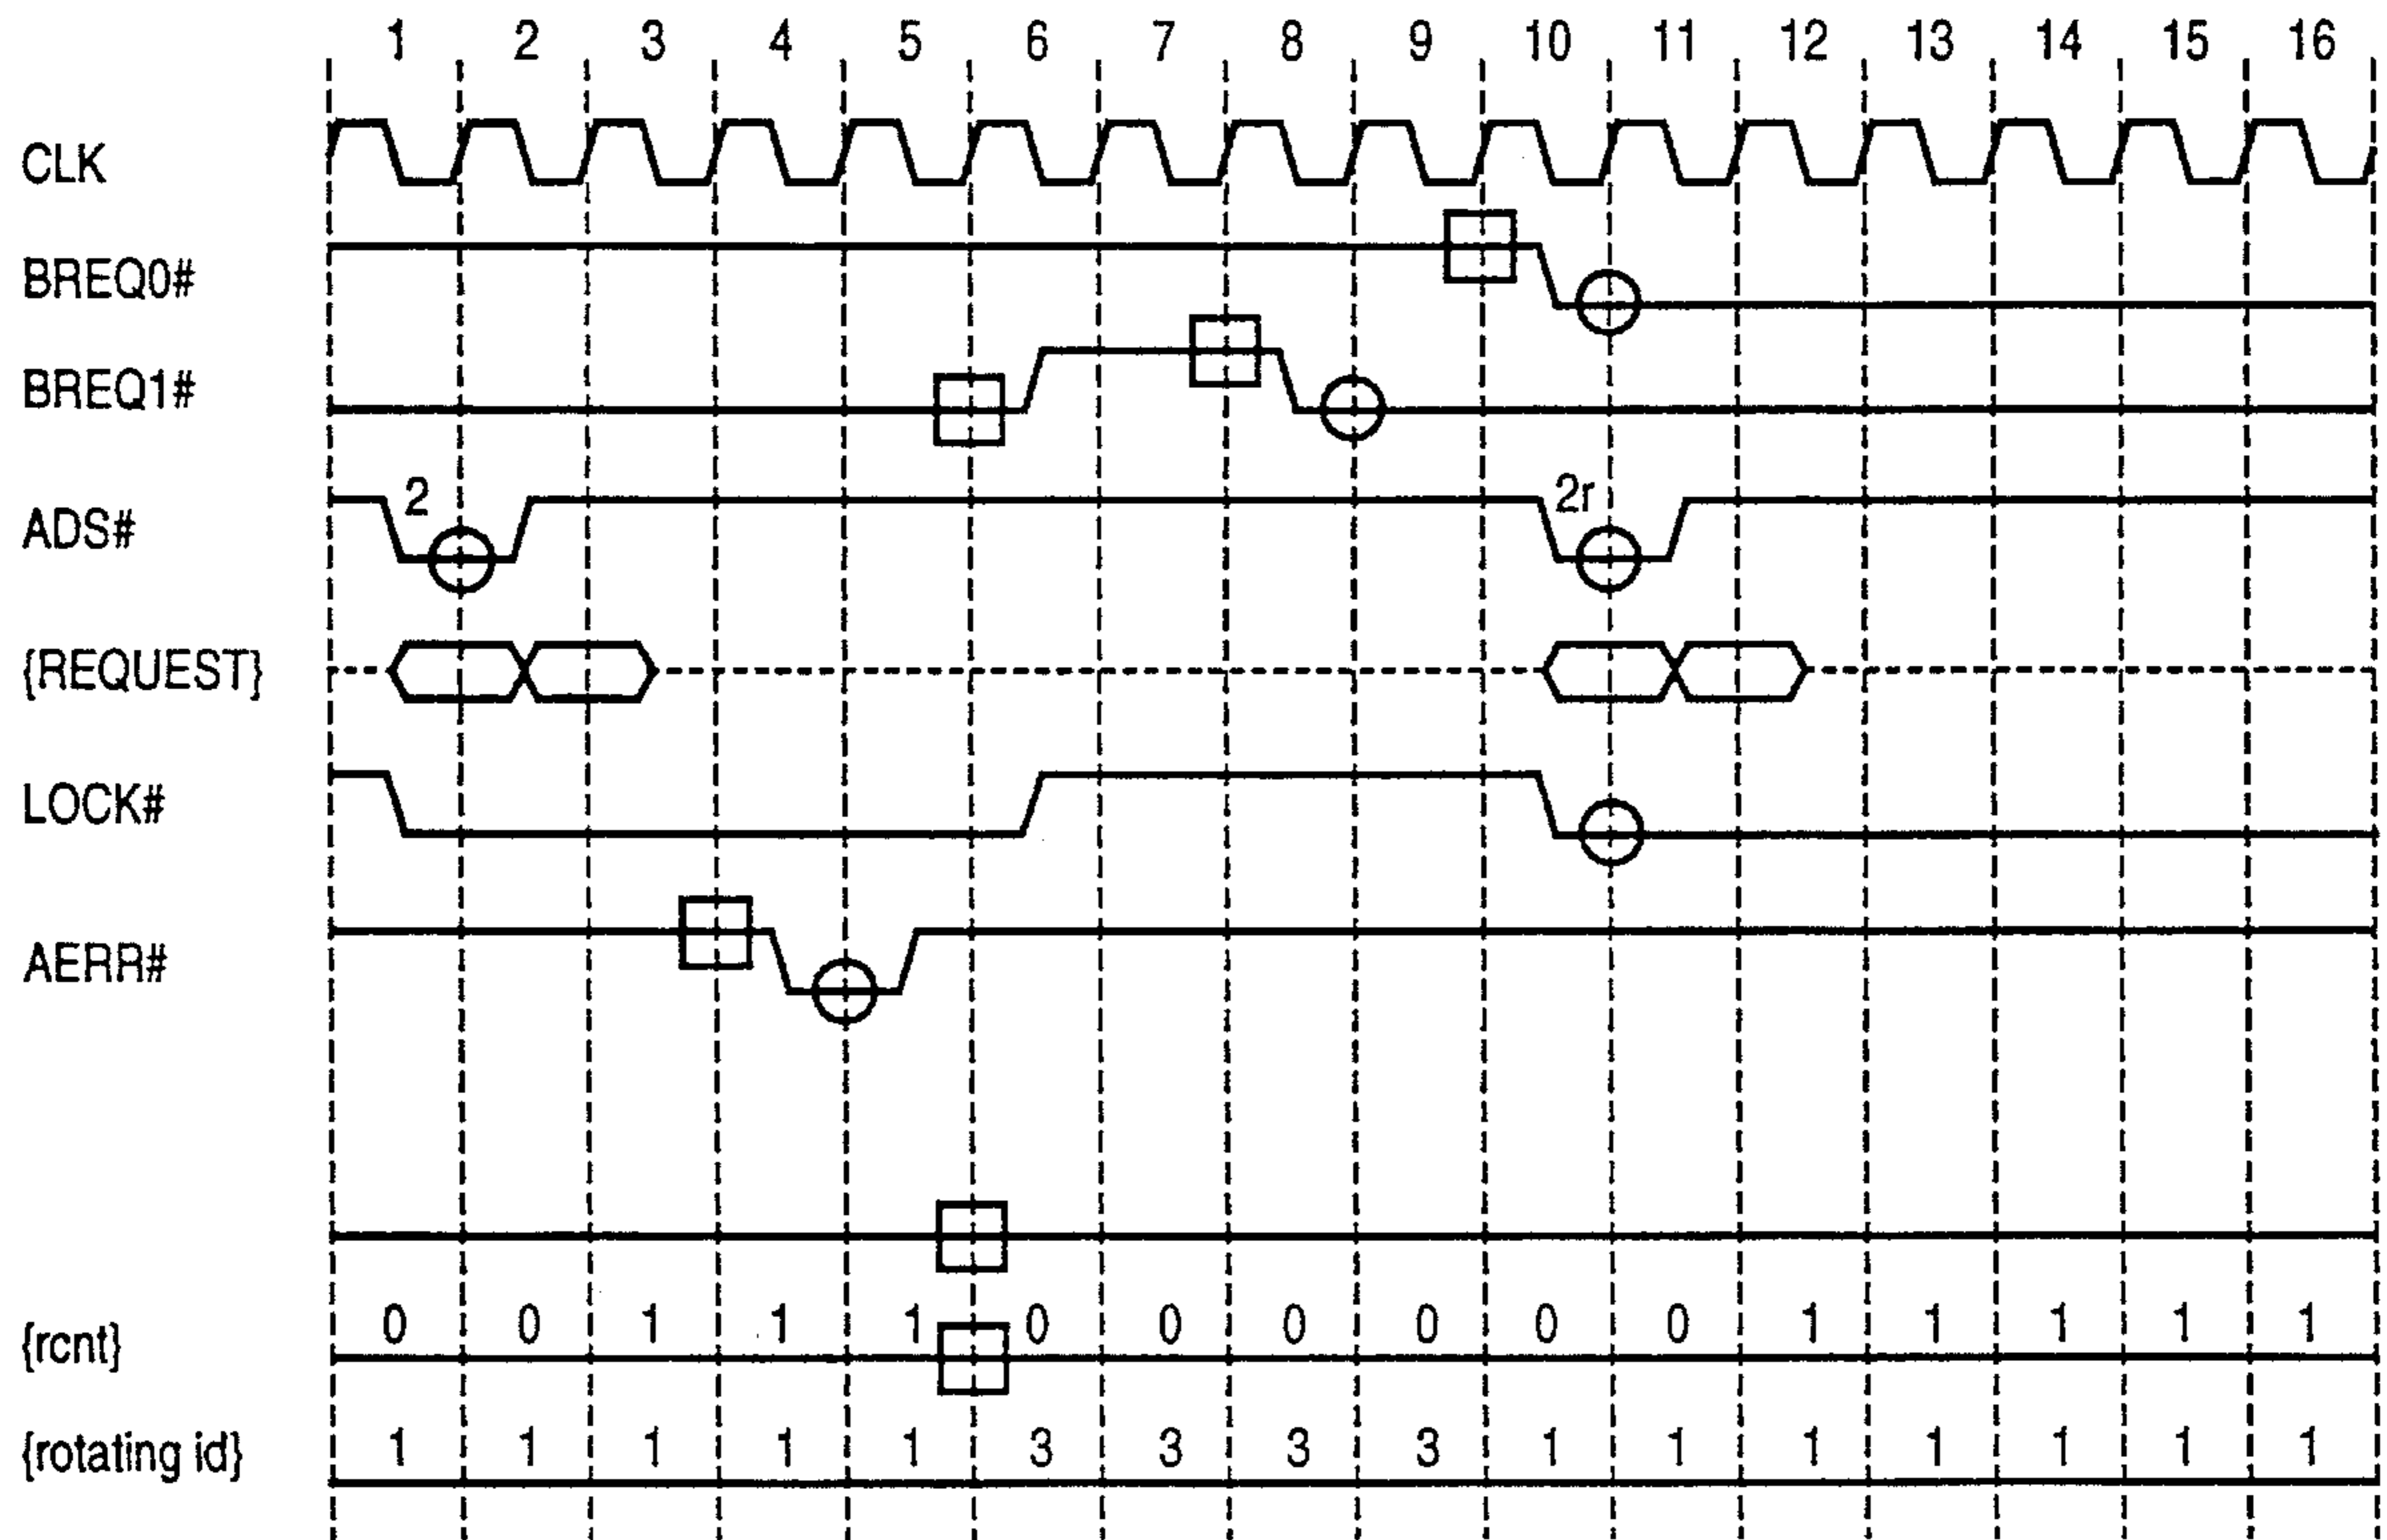 1 2 3 4 5 6 7 8 9 10 11 12 13 14 15 16
CLK
BREQ0#
BREQ1#
ADS# 2 2r
{REQUEST}
LOCK#
AERR#
{rcnt} 0 0 1 1 1 0 0 0 0 0 0 1 1 1 1 1
{rotating id} 1 1 1 1 1 3 3 3 3 1 1 1 1 1 1 1